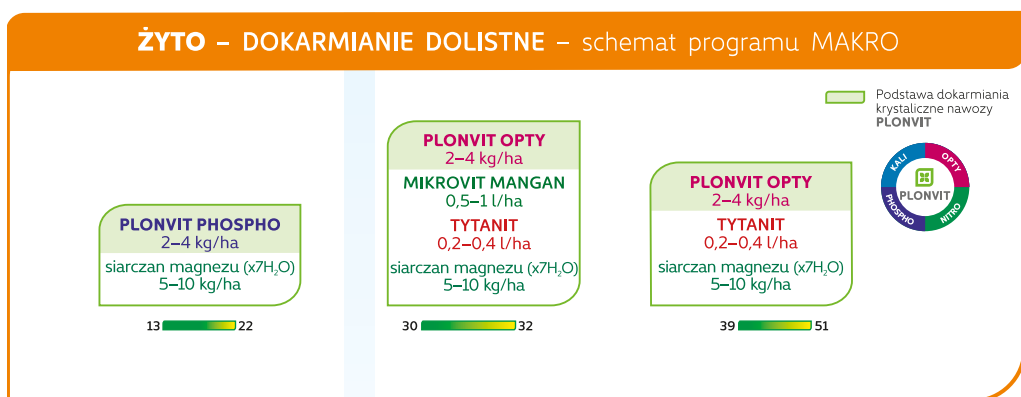 ŻYTO – DOKARMIANIE DOLISTNE – schemat programu MAKRO
Podstawa dokarmiania
krystaliczne nawozy
PLONVIT
KALI
OPTY
PLONVIT
PHOSPHO
NITRO
PLONVIT PHOSPHO
2–4 kg/ha
siarczan magnezu (x7H₂O)
5–10 kg/ha
13 22
PLONVIT OPTY
2–4 kg/ha
MIKROVIT MANGAN
0,5–1 l/ha
TYTANIT
0,2–0,4 l/ha
siarczan magnezu (x7H₂O)
5–10 kg/ha
30 32
PLONVIT OPTY
2–4 kg/ha
TYTANIT
0,2–0,4 l/ha
siarczan magnezu (x7H₂O)
5–10 kg/ha
39 51